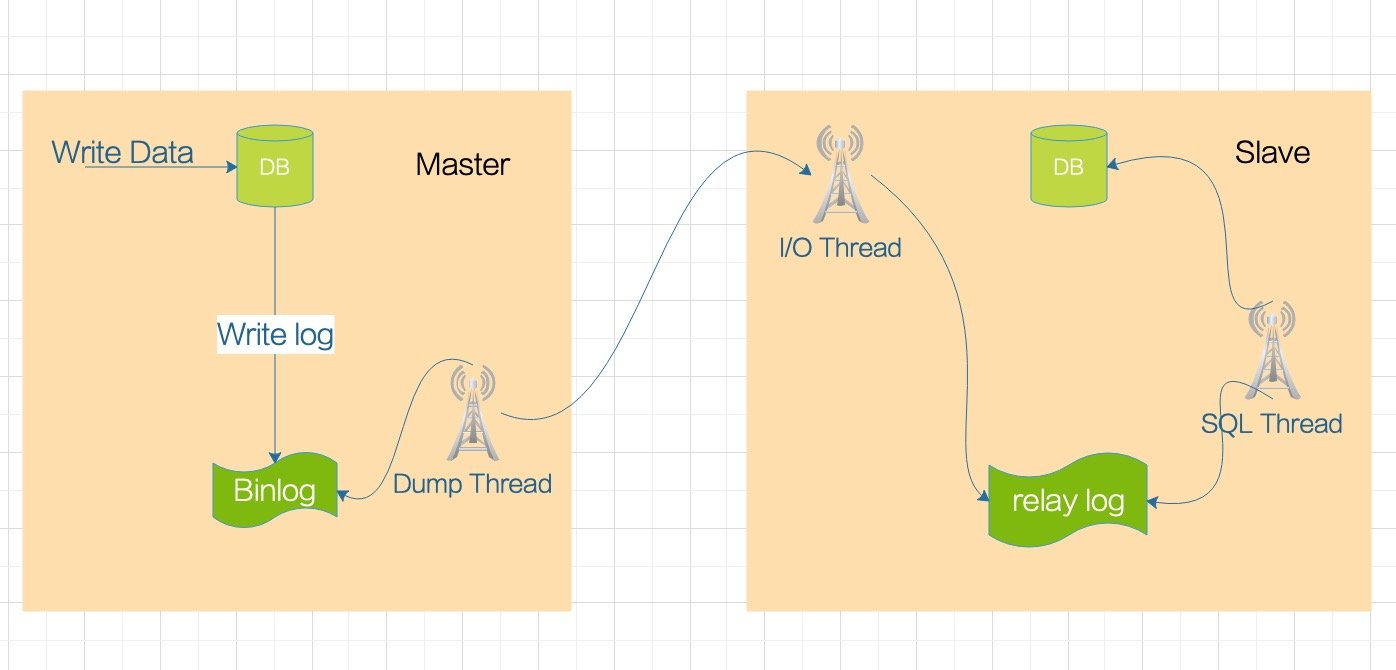 Write Data
DB
Master
Write log
Binlog
Dump Thread
I/O Thread
DB
Slave
SQL Thread
relay log